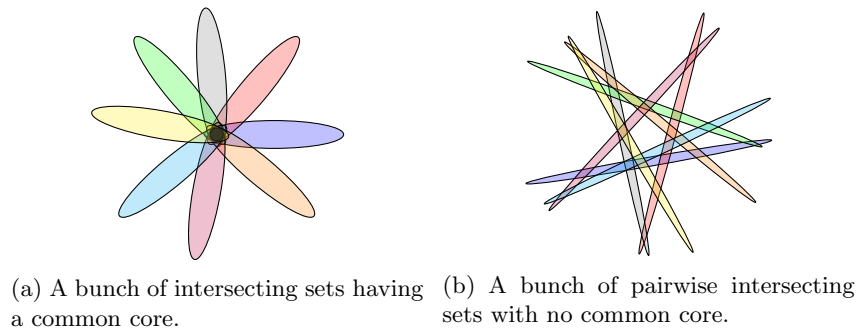 (a) A bunch of intersecting sets having
a common core.
(b) A bunch of pairwise intersecting
sets with no common core.